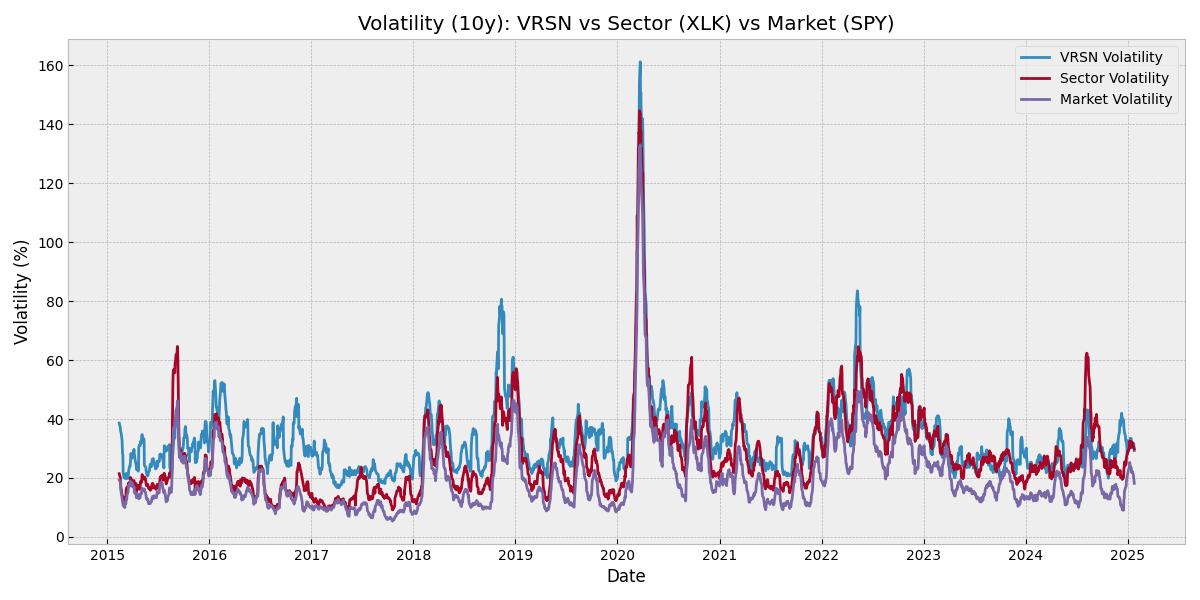 Volatility (10y): VRSN vs Sector (XLK) vs Market (SPY)
VRSN Volatility
Sector Volatility
Market Volatility
Volatility (%)
160
140
120
100
80
60
40
20
0
2015 2016 2017 2018 2019 2020 2021 2022 2023 2024 2025
Date